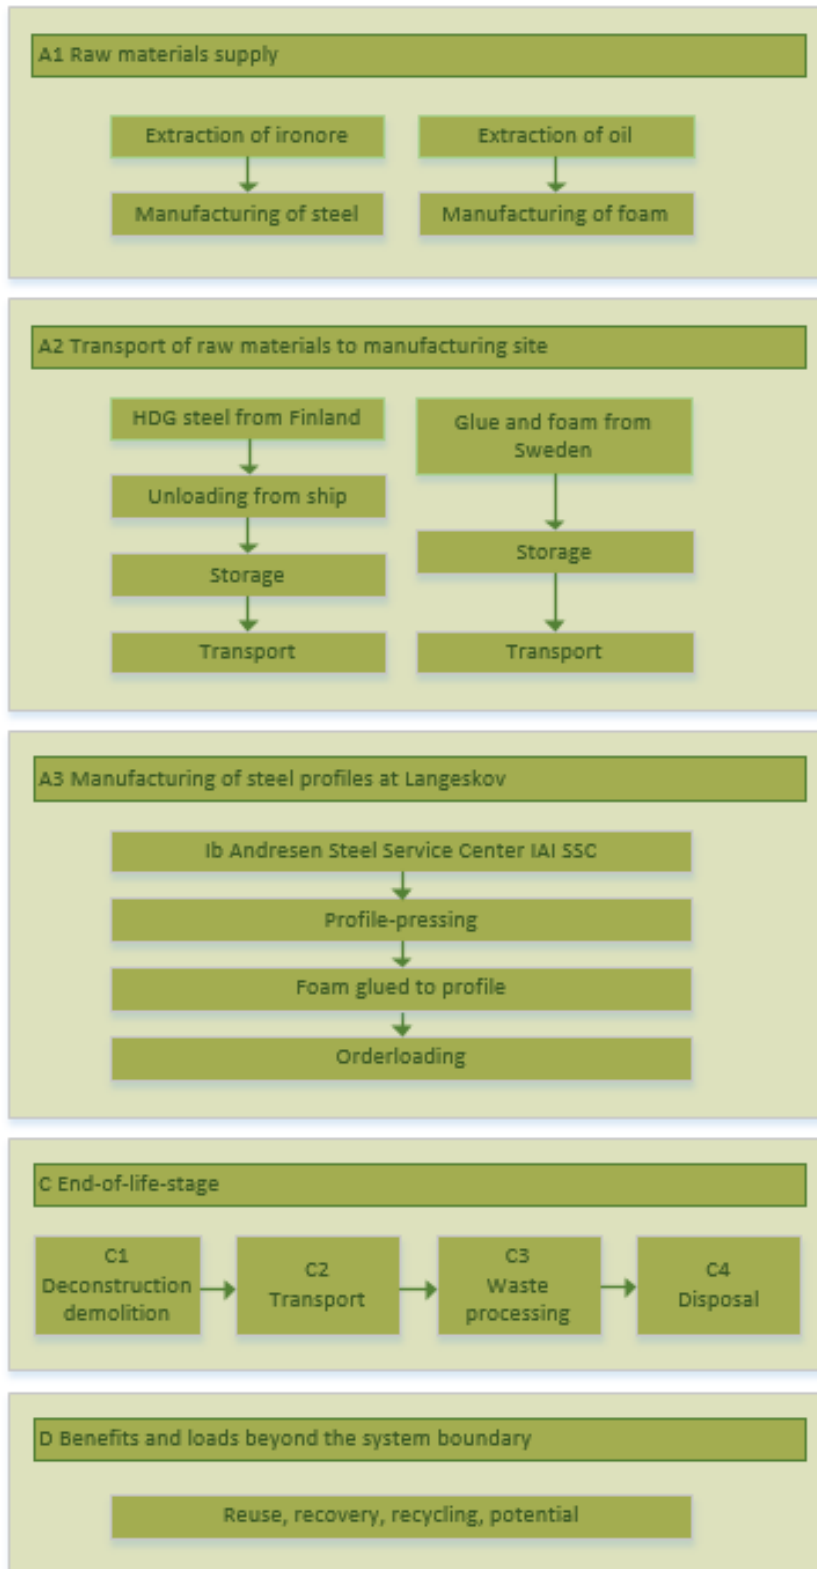 A1 Raw materials supply
Extraction of ironore
Extraction of oil
Manufacturing of steel
Manufacturing of foam
A2 Transport of raw materials to manufacturing site
HDG steel from Finland
Unloading from ship
Storage
Transport
Glue and foam from
Sweden
Storage
Transport
A3 Manufacturing of steel profiles at Langeskov
Ib Andresen Steel Service Center IAI SSC
Profile-pressing
Foam glued to profile
Orderloading
C End-of-life-stage
C1
Deconstruction
demolition
C2
Transport
C3
Waste
processing
C4
Disposal
D Benefits and loads beyond the system boundary
Reuse, recovery, recycling, potential